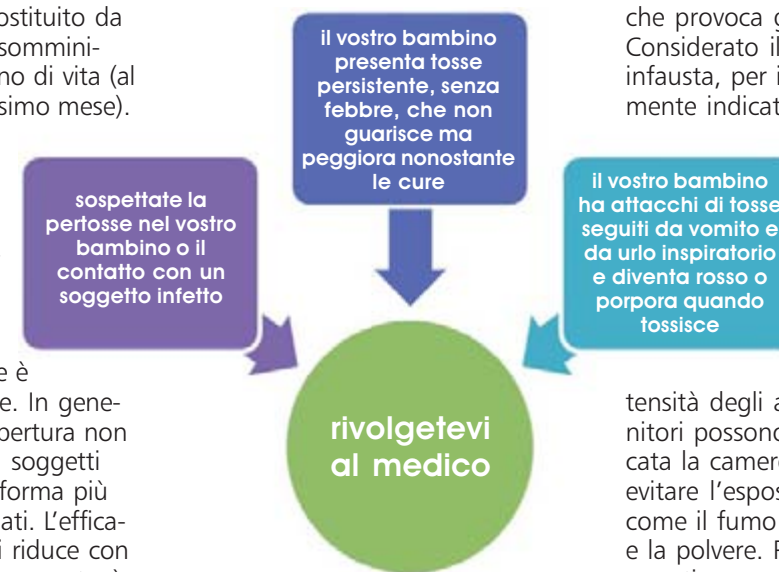 ostituito da
sommini-
no di vita (al
simo mese).
sospettate la
pertosse nel vostro
bambino o il
contatto con un
soggetto infetto
e è
e. In gene-
pertura non
soggetti
forma più
ati. L'effica-
i riduce con
il vostro bambino
presenta tosse
persistente, senza
febbre, che non
guarisce ma
peggiora nonostante
le cure
rivolgetevi
al medico
che provoca
Considerato il
infausta, per i
mente indicat
il vostro bambino
ha attacchi di tosse
seguiti da vomito e
da urlo inspiratorio
e diventa rosso o
porpora quando
tossisce
tensità degli a
nitori possono
cata la camer
evitare l'espos
come il fumo
e la polvere.